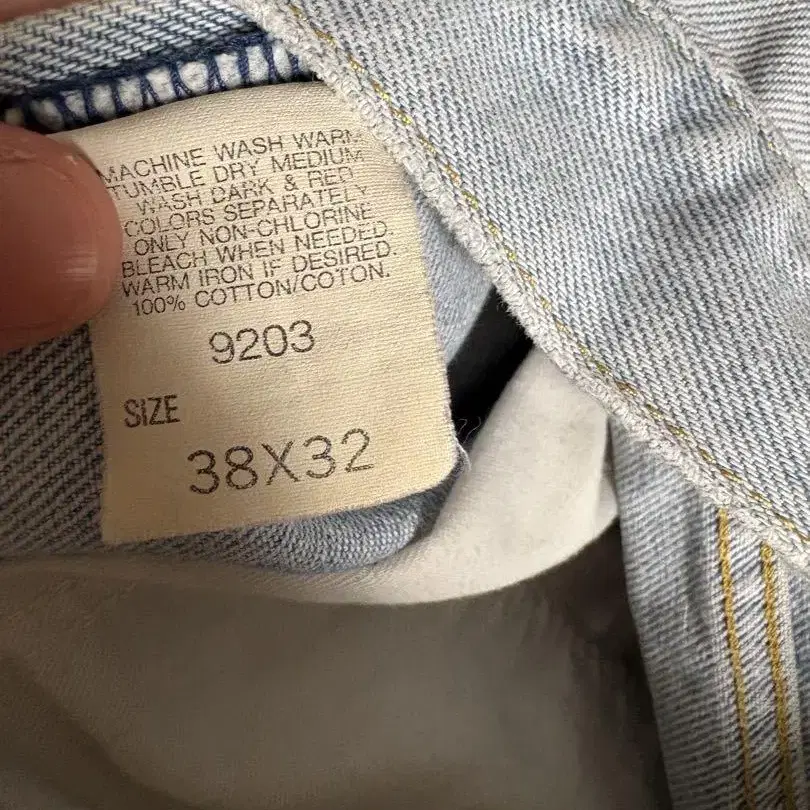 MACHINE WASH WARM
TUMBLE DRY MEDIUM
WASH DARK & RED
COLORS SEPARATELY
ONLY NON-CHLORINE
BLEACH WHEN NEEDED.
WARM IRON IF DESIRED.
100% COTTON/COTON.
9203
SIZE
38X32